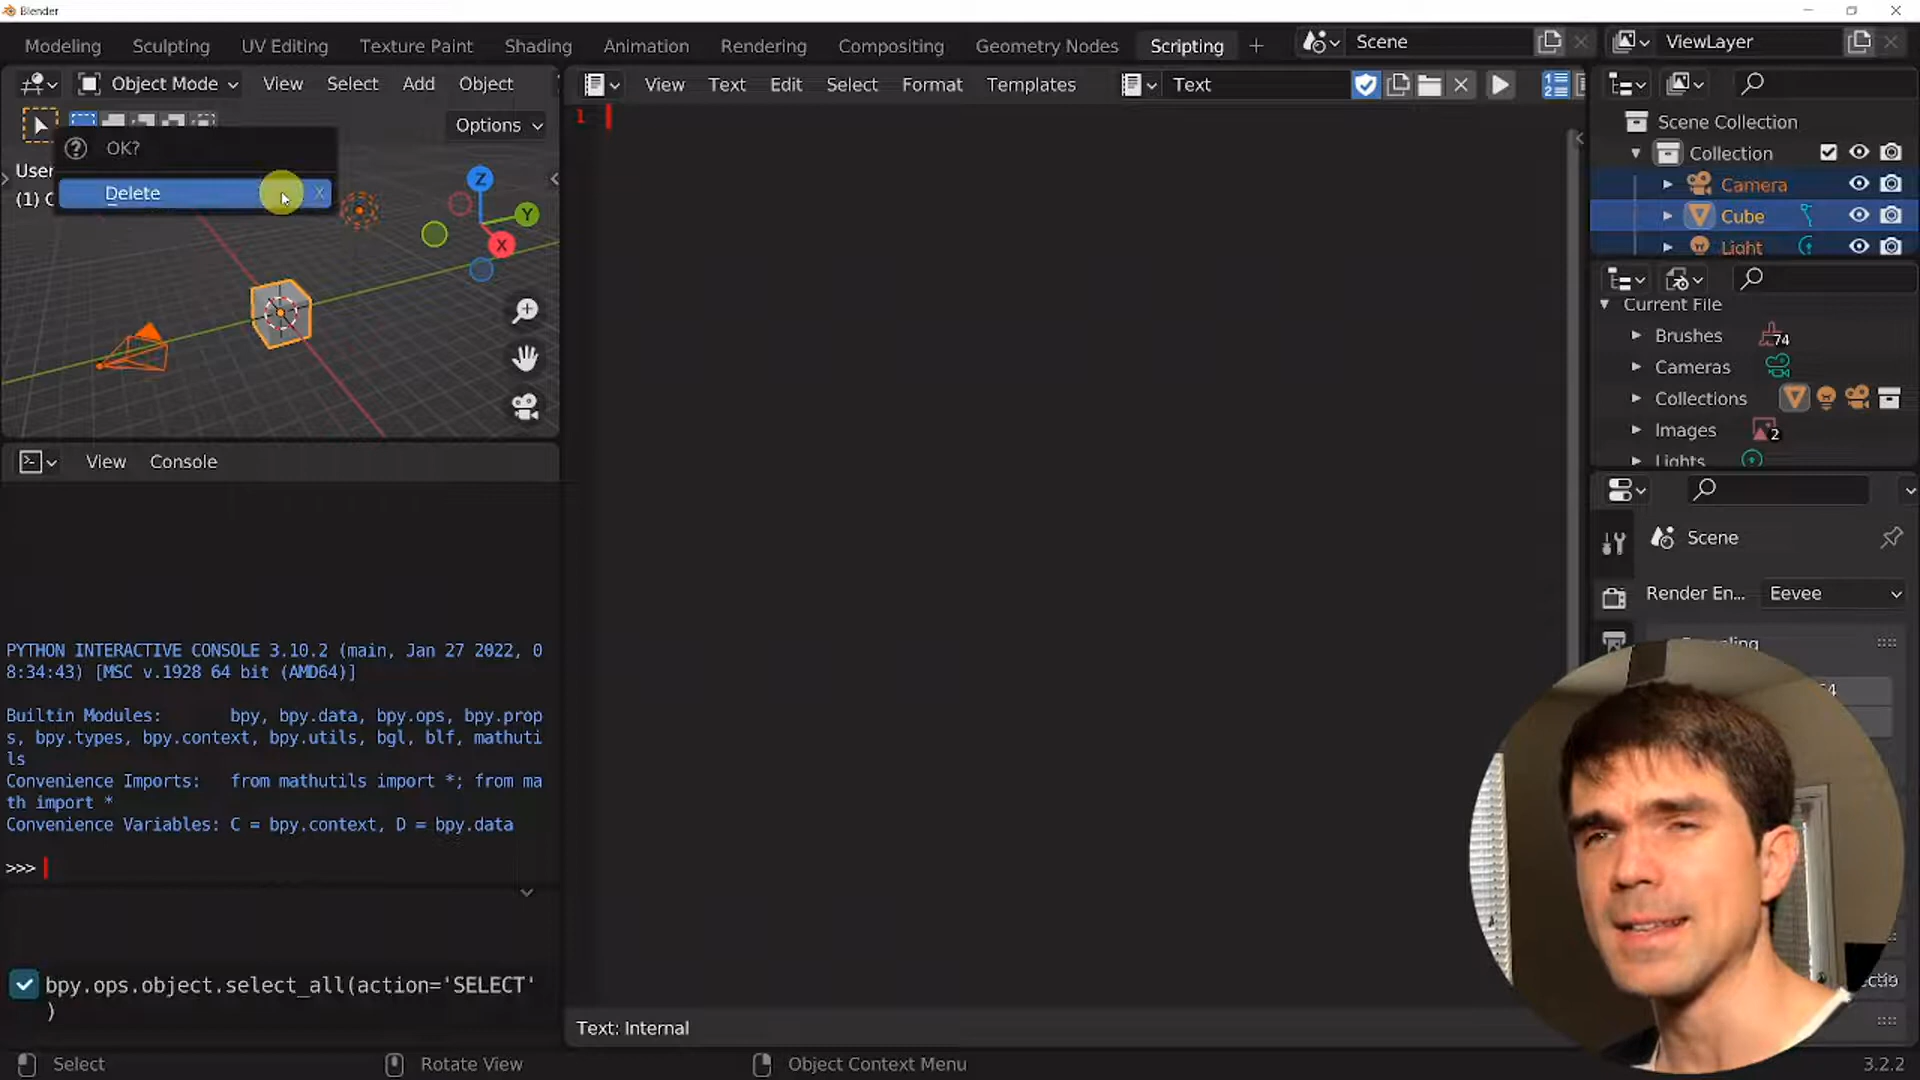 Blender
Modeling Sculpting UV Editing Texture Paint Shading Animation Rendering Compositing Geometry Nodes Scripting + Scene ViewLayer
Object Mode View Select Add Object View Text Edit Select Format Templates Text
Options
1
OK?
User
(1) C
Delete X
Z
Y
X
Scene Collection
Collection
Camera
Cube
Light
Current File
Brushes 74
Cameras
Collections
Images 2
Lights
View Console
Scene
Render En... Eevee
PYTHON INTERACTIVE CONSOLE 3.10.2 (main, Jan 27 2022, 0
8:34:43) [MSC v.1928 64 bit (AMD64)]
Builtin Modules: bpy, bpy.data, bpy.ops, bpy.prop
s, bpy.types, bpy.context, bpy.utils, bgl, blf, mathuti
ls
Convenience Imports: from mathutils import *; from ma
th import *
Convenience Variables: C = bpy.context, D = bpy.data
>>>
bpy.ops.object.select_all(action='SELECT'
)
Text: Internal
Select Rotate View Object Context Menu 3.2.2